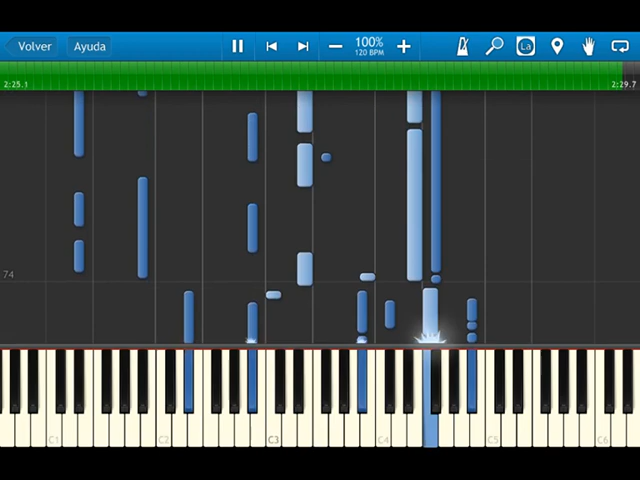 Volver Ayuda 100% La
120 BPM
2:25.1 2:29.7
74
C1 C2 C3 C4 C5 C6